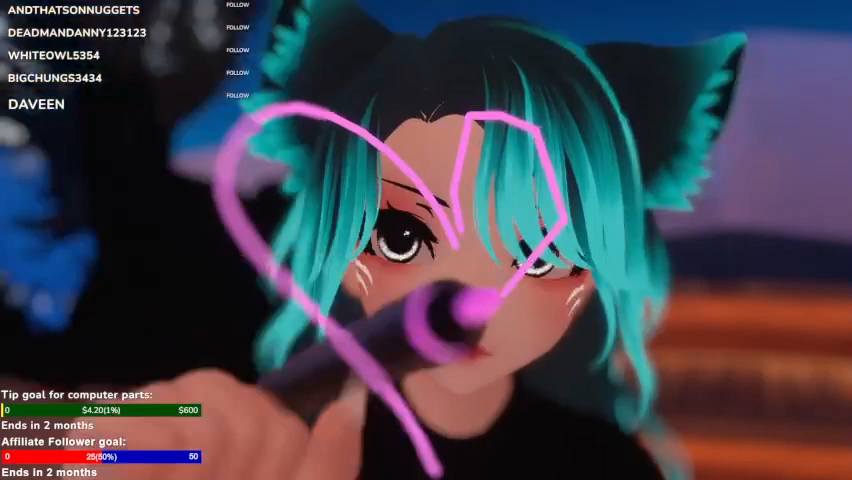 ANDTHATSONNUGGETS FOLLOW
DEADMANDANNY123123 FOLLOW
WHITEOWL5354 FOLLOW
BIGCHUNGS3434 FOLLOW
DAVEEN FOLLOW
Tip goal for computer parts:
0 $4.20(1%) $600
Ends in 2 months
Affiliate Follower goal:
0 25(50%) 50
Ends in 2 months